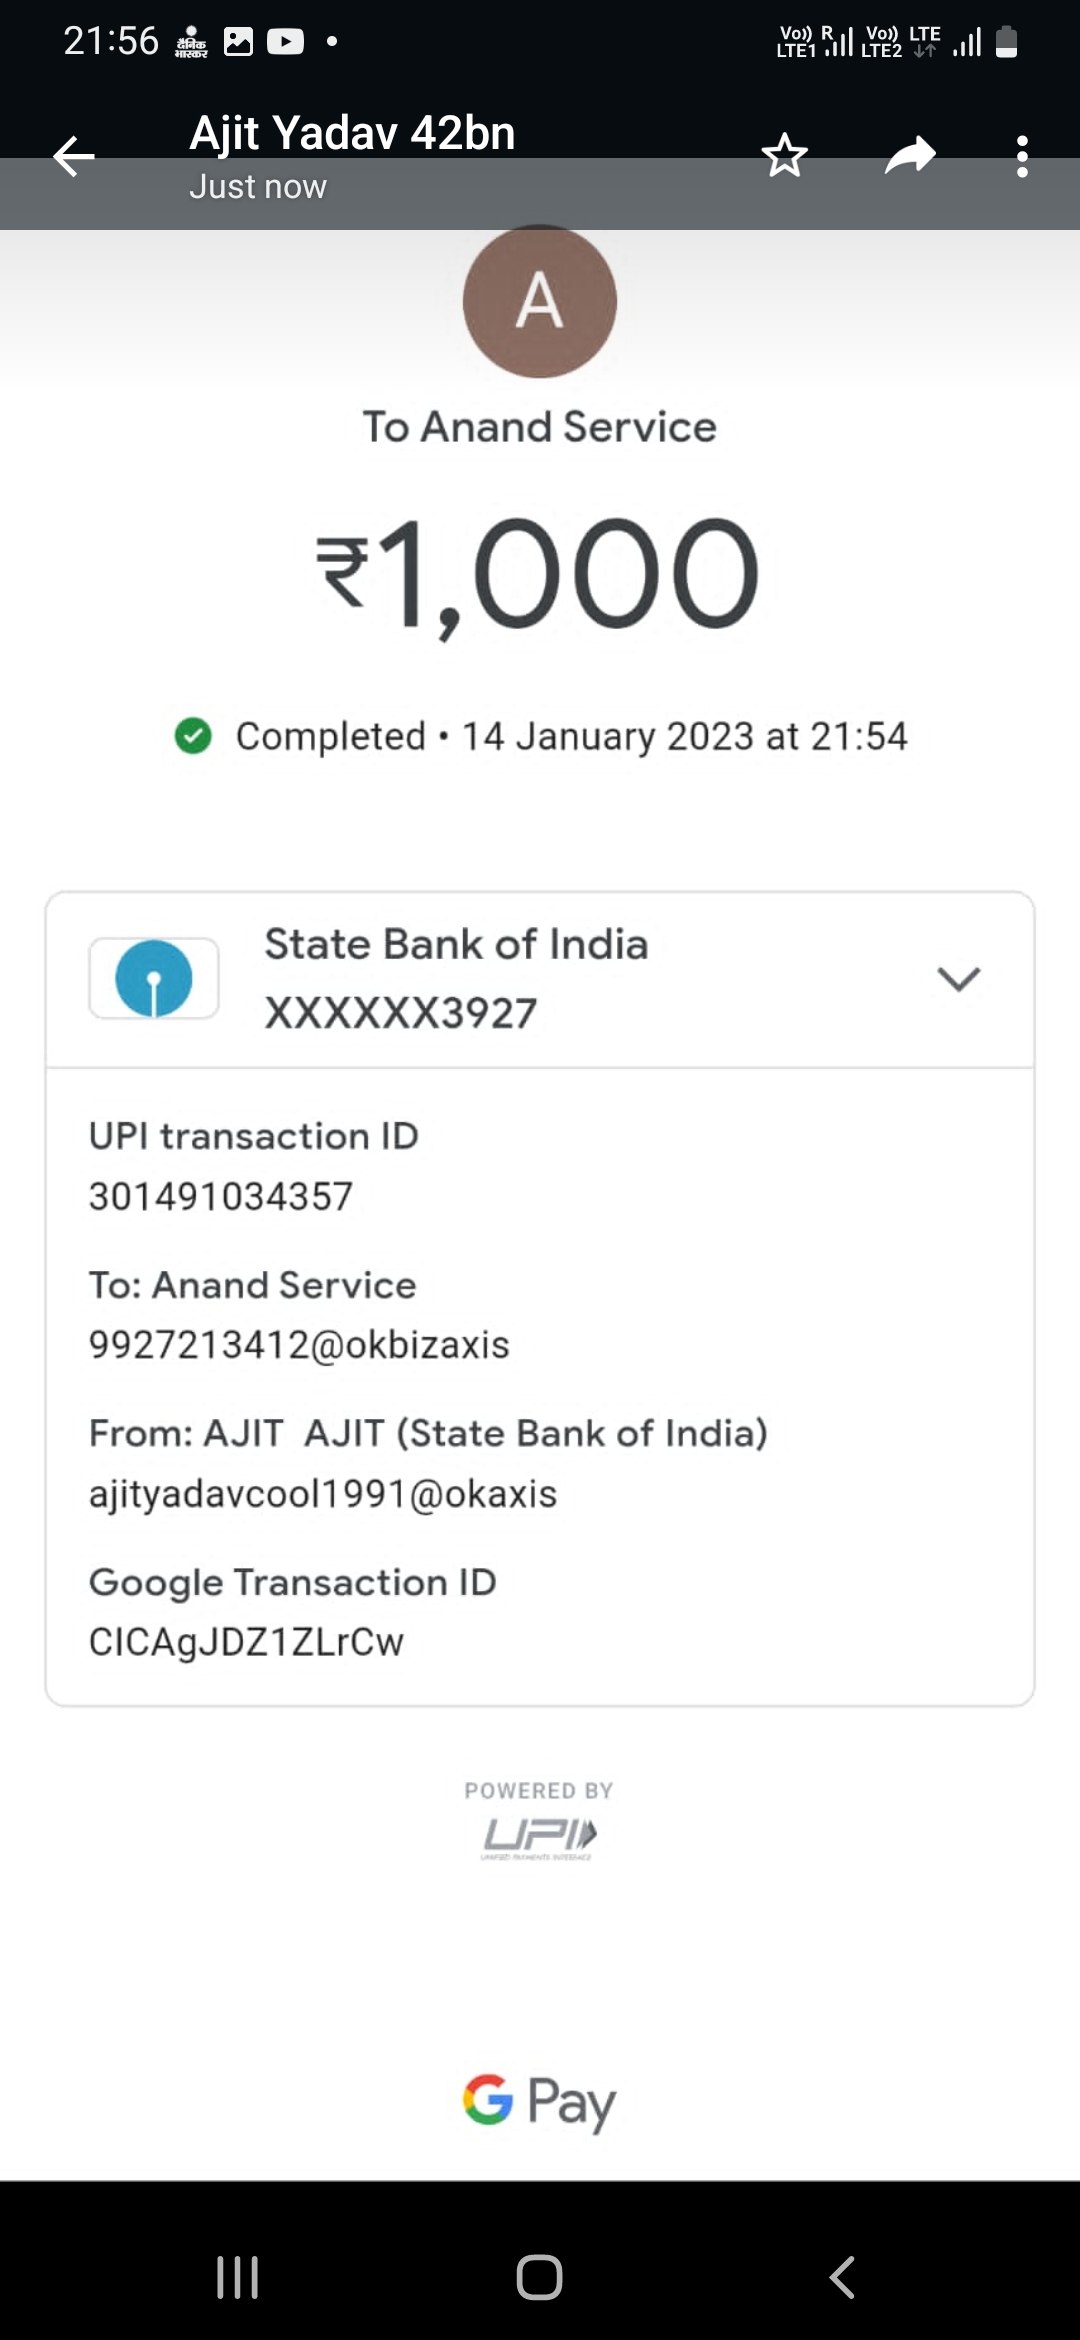 21:56
दैनिक
भास्कर
Vo)) R
LTE1
Vo)) LTE
LTE2
Ajit Yadav 42bn
Just now
A
To Anand Service
₹1,000
Completed • 14 January 2023 at 21:54
State Bank of India
XXXXXX3927
UPI transaction ID
301491034357
To: Anand Service
9927213412@okbizaxis
From: AJIT  AJIT (State Bank of India)
ajityadavcool1991@okaxis
Google Transaction ID
CICAgJDZ1ZLrCw
POWERED BY
UPI
UNIFIED PAYMENTS INTERFACE
G Pay